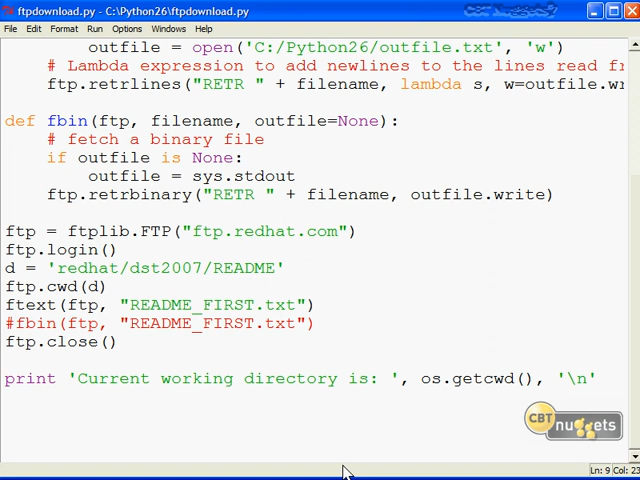 ftpdownload.py - C:\Python26\ftpdownload.py
CBT Nuggets
File Edit Format Run Options Windows Help
outfile = open('C:/Python26/outfile.txt', 'w')
# Lambda expression to add newlines to the lines read fr
ftp.retrlines("RETR " + filename, lambda s, w=outfile.wr
def fbin(ftp, filename, outfile=None):
# fetch a binary file
if outfile is None:
outfile = sys.stdout
ftp.retrbinary("RETR " + filename, outfile.write)
ftp = ftplib.FTP("ftp.redhat.com")
ftp.login()
d = 'redhat/dst2007/README'
ftp.cwd(d)
ftext(ftp, "README_FIRST.txt")
#fbin(ftp, "README_FIRST.txt")
ftp.close()
print 'Current working directory is: ', os.getcwd(), '\n'
CBT nuggets
Ln: 9 Col: 23